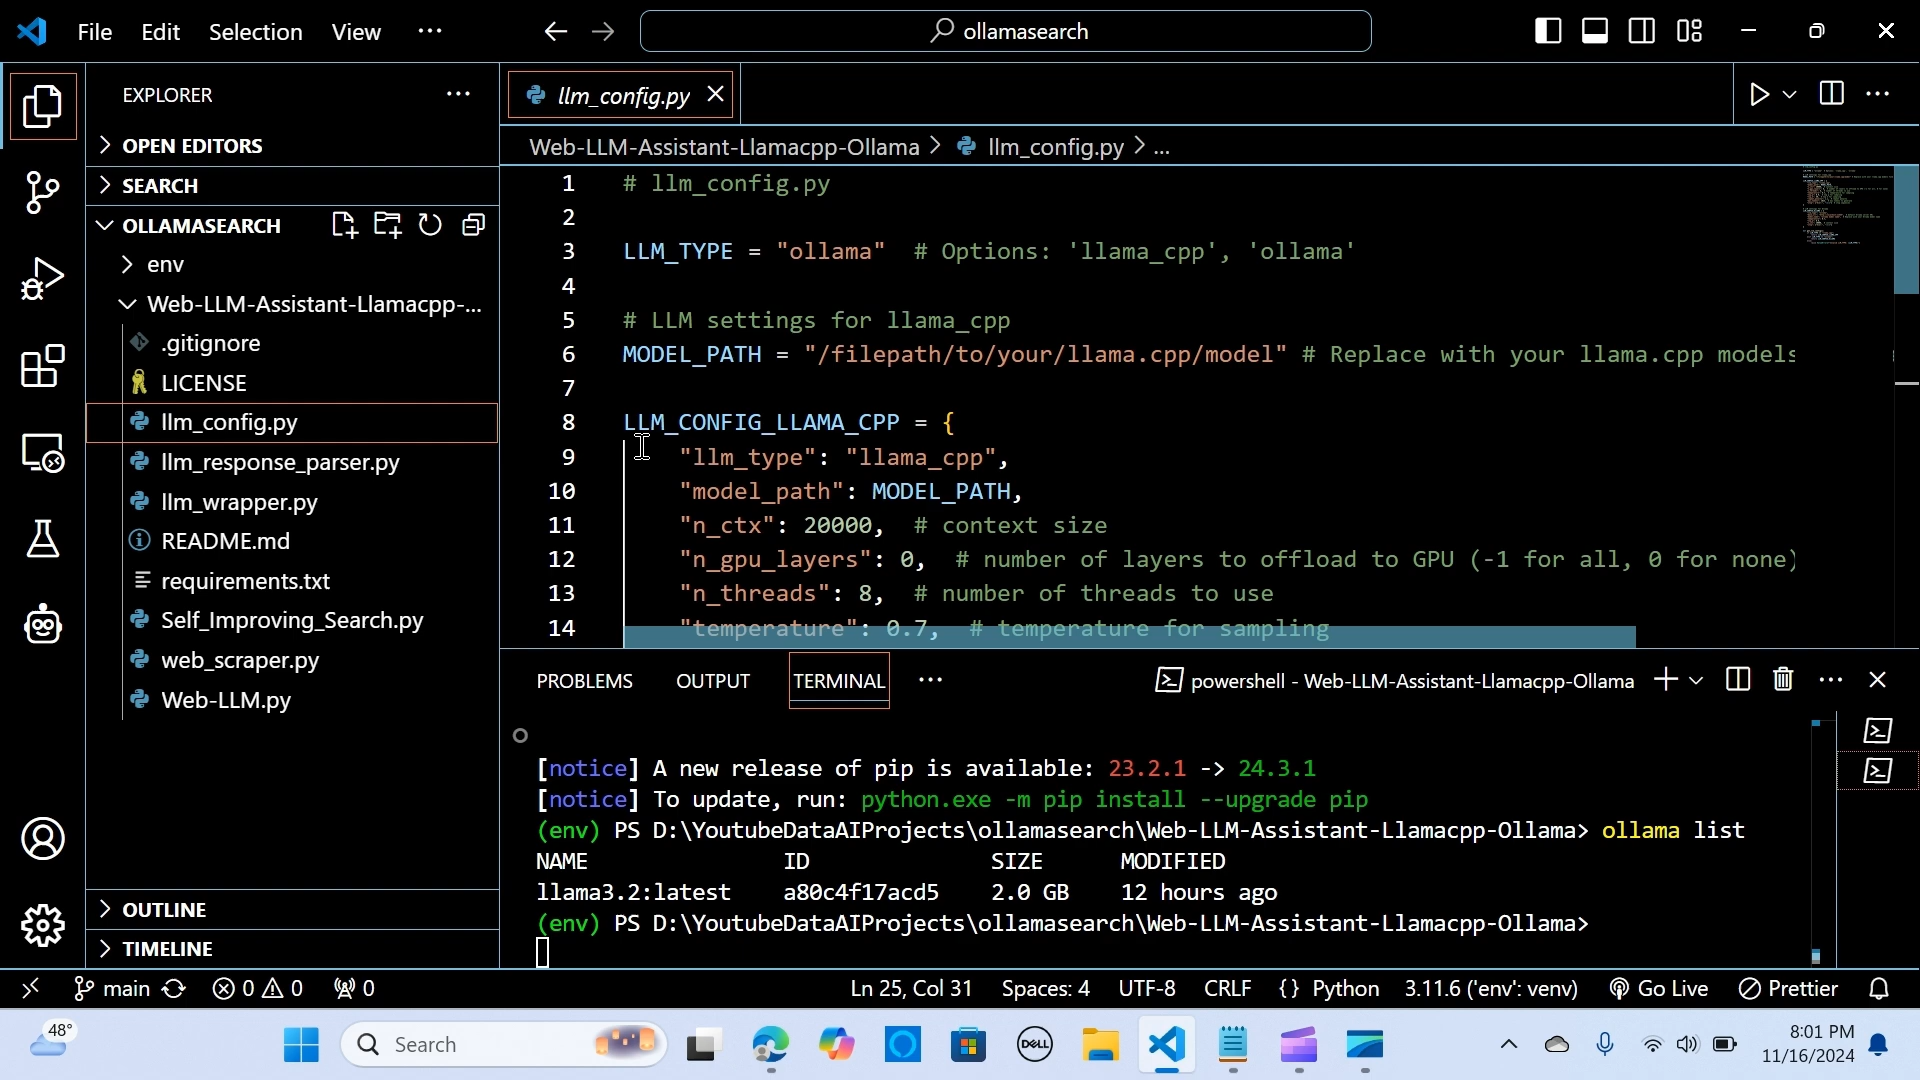 File Edit Selection View ··· ollamasearch
EXPLORER ···
OPEN EDITORS
SEARCH
OLLAMASEARCH
env
Web-LLM-Assistant-Llamacpp-...
.gitignore
LICENSE
llm_config.py
llm_response_parser.py
llm_wrapper.py
README.md
requirements.txt
Self_Improving_Search.py
web_scraper.py
Web-LLM.py
OUTLINE
TIMELINE
llm_config.py
Web-LLM-Assistant-Llamacpp-Ollama > llm_config.py > ...
1 # llm_config.py
2
3 LLM_TYPE = "ollama"  # Options: 'llama_cpp', 'ollama'
4
5 # LLM settings for llama_cpp
6 MODEL_PATH = "/filepath/to/your/llama.cpp/model" # Replace with your llama.cpp models
7
8 LLM_CONFIG_LLAMA_CPP = {
9 "llm_type": "llama_cpp",
10 "model_path": MODEL_PATH,
11 "n_ctx": 20000,  # context size
12 "n_gpu_layers": 0,  # number of layers to offload to GPU (-1 for all, 0 for none)
13 "n_threads": 8,  # number of threads to use
14 "temperature": 0.7,  # temperature for sampling
PROBLEMS OUTPUT TERMINAL ··· powershell - Web-LLM-Assistant-Llamacpp-Ollama
[notice] A new release of pip is available: 23.2.1 -> 24.3.1
[notice] To update, run: python.exe -m pip install --upgrade pip
(env) PS D:\YoutubeDataAIProjects\ollamasearch\Web-LLM-Assistant-Llamacpp-Ollama> ollama list
NAME ID SIZE MODIFIED
llama3.2:latest a80c4f17acd5 2.0 GB 12 hours ago
(env) PS D:\YoutubeDataAIProjects\ollamasearch\Web-LLM-Assistant-Llamacpp-Ollama>
main 0 0 0 Ln 25, Col 31 Spaces: 4 UTF-8 CRLF {} Python 3.11.6 ('env': venv) Go Live Prettier
48° Search DELL 8:01 PM
11/16/2024